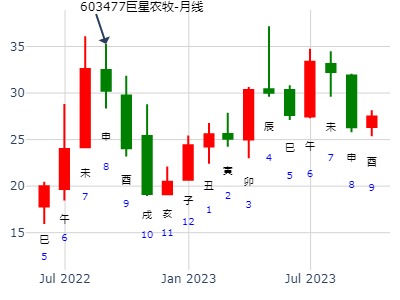 603477巨星农牧-月线
35
30
25
20
15
巳
5
午
6
未
7
申
8
酉
9
戌
10
亥
11
子
12
丑
1
寅
2
卯
3
辰
4
巳
5
午
6
未
7
申
8
酉
9
Jul 2022
Jan 2023
Jul 2023